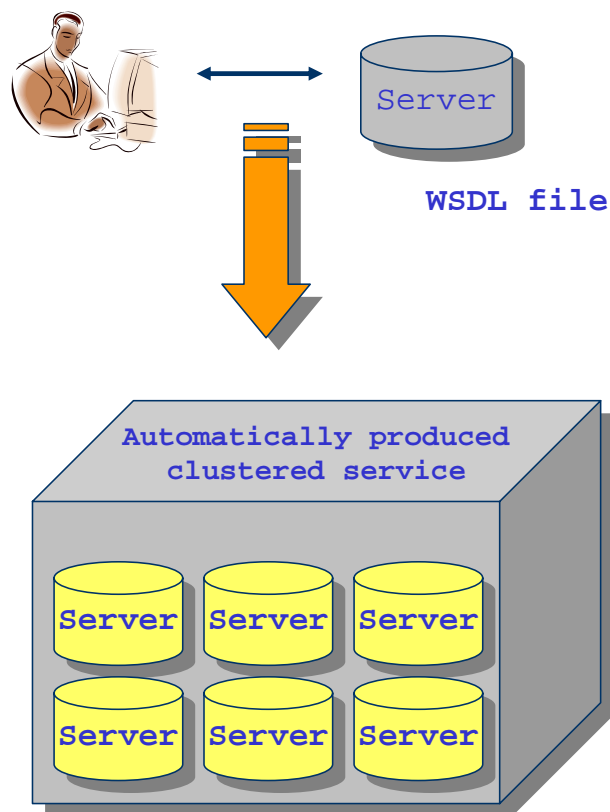 Server
WSDL file
Automatically produced
clustered service
Server Server Server
Server Server Server